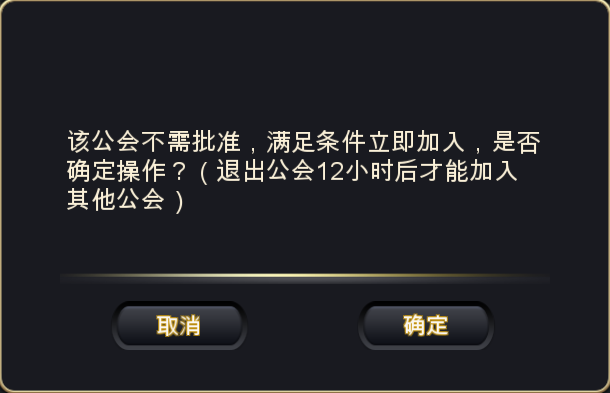 该公会不需批准，满足条件立即加入，是否
确定操作？（退出公会12小时后才能加入
其他公会）
取消
确定